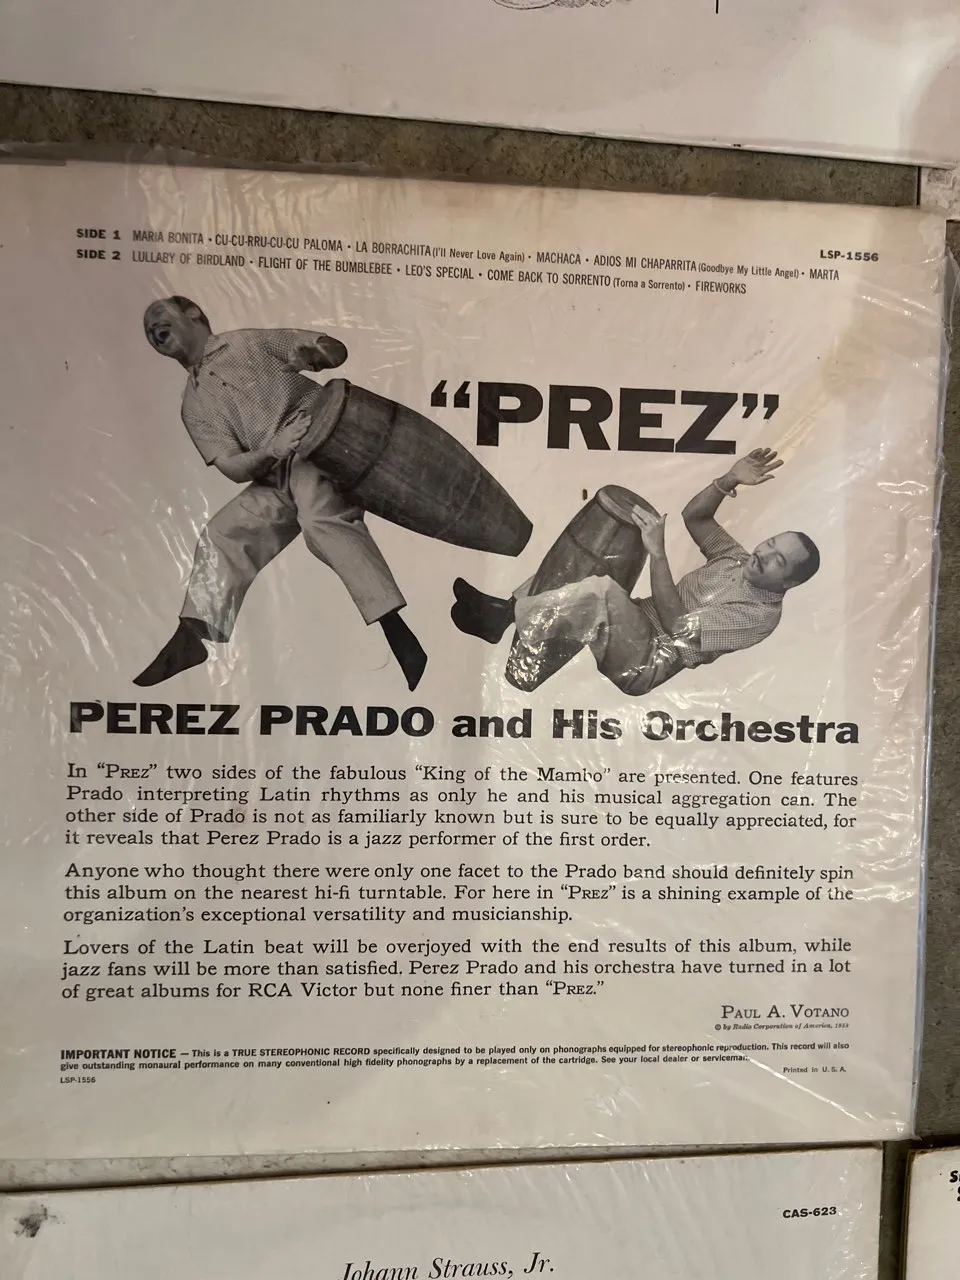 SIDE 1 MARIA BONITA • CU-CU-RRU-CU-CU PALOMA • LA BORRACHITA (I'll Never Love Again) • MACHACA • ADIOS MI CHAPARRITA (Goodbye My Little Angel) • MARTA
LSP-1556
SIDE 2 LULLABY OF BIRDLAND • FLIGHT OF THE BUMBLEBEE • LEO'S SPECIAL • COME BACK TO SORRENTO (Torna a Sorrento) • FIREWORKS
“PREZ”
PEREZ PRADO and His Orchestra
In “PREZ” two sides of the fabulous “King of the Mambo” are presented. One features
Prado interpreting Latin rhythms as only he and his musical aggregation can. The
other side of Prado is not as familiarly known but is sure to be equally appreciated, for
it reveals that Perez Prado is a jazz performer of the first order.
Anyone who thought there were only one facet to the Prado band should definitely spin
this album on the nearest hi-fi turntable. For here in “PREZ” is a shining example of the
organization's exceptional versatility and musicianship.
Lovers of the Latin beat will be overjoyed with the end results of this album, while
jazz fans will be more than satisfied. Perez Prado and his orchestra have turned in a lot
of great albums for RCA Victor but none finer than “PREZ.”
PAUL A. VOTANO
© by Radio Corporation of America, 1958
IMPORTANT NOTICE — This is a TRUE STEREOPHONIC RECORD specifically designed to be played only on phonographs equipped for stereophonic reproduction. This record will also
give outstanding monaural performance on many conventional high fidelity phonographs by a replacement of the cartridge. See your local dealer or serviceman.
Printed in U. S. A.
LSP-1556
CAS-623
Johann Strauss, Jr.